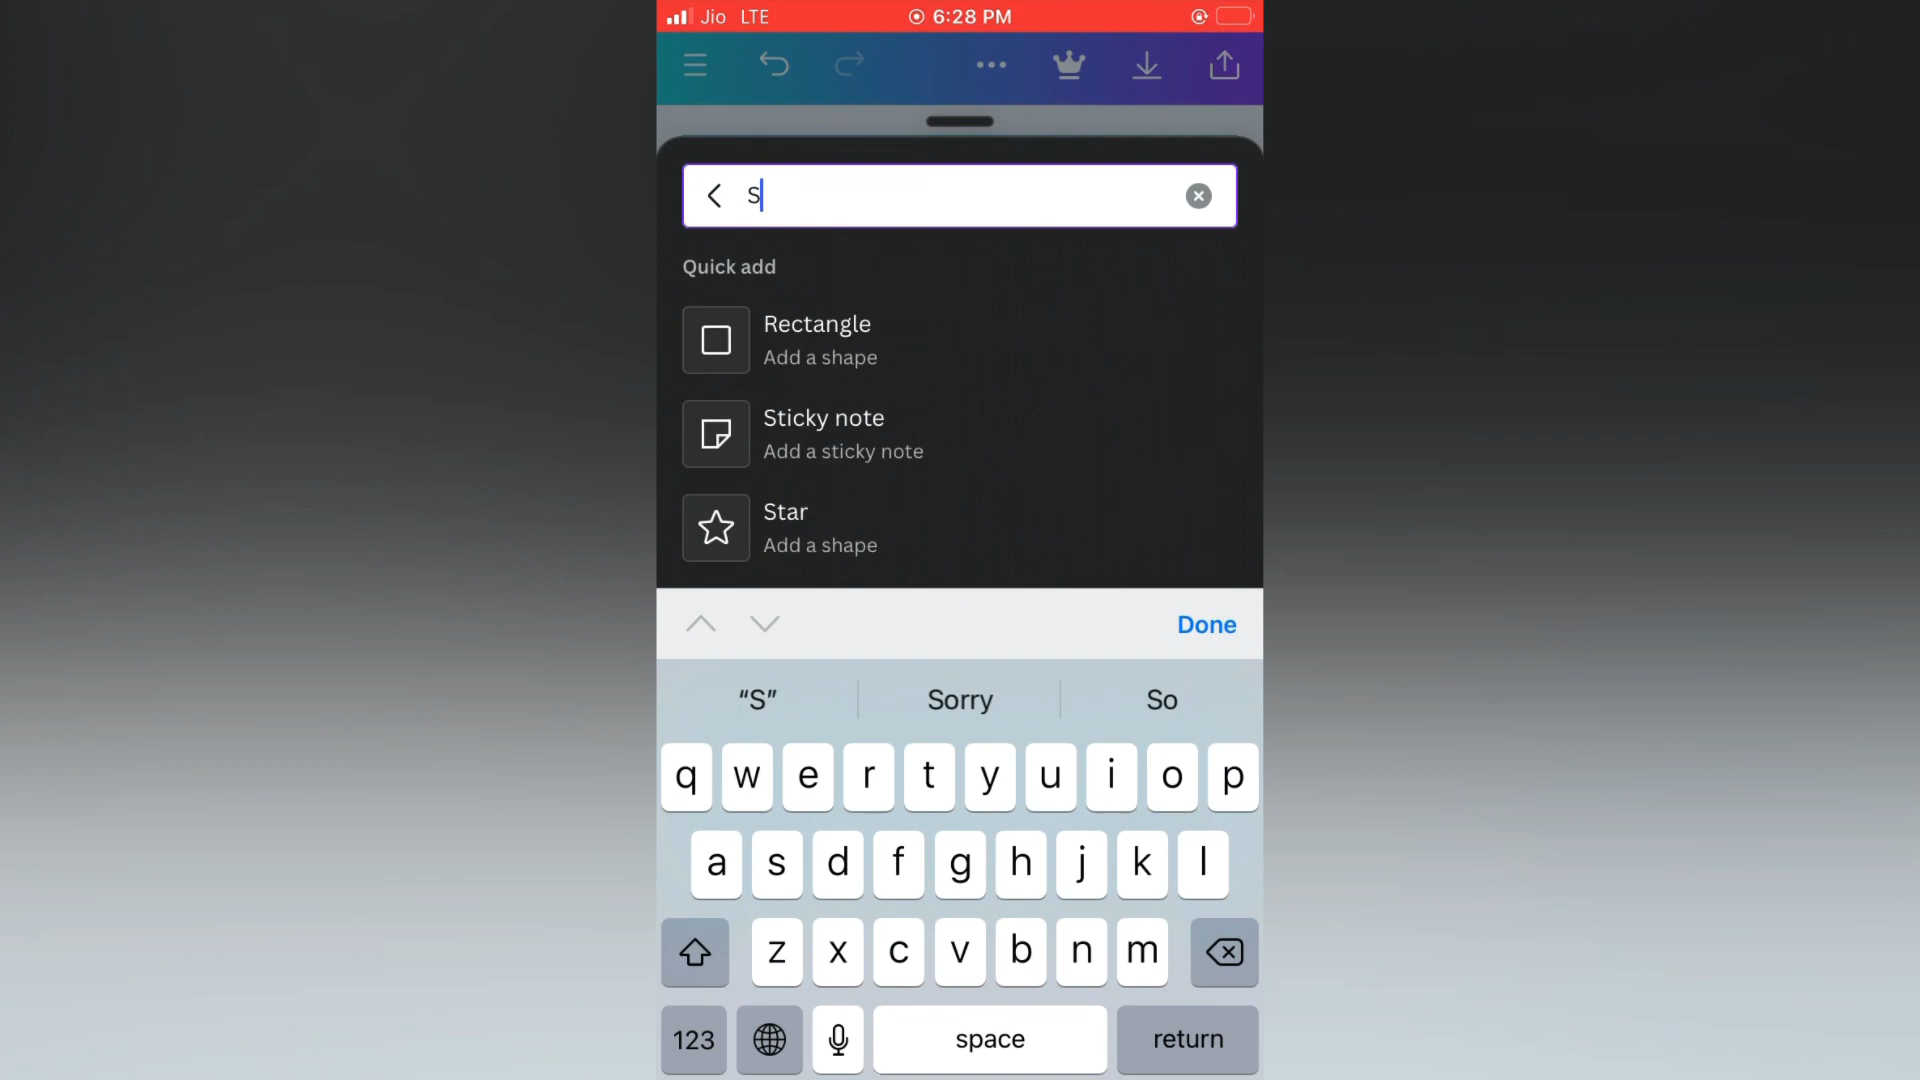 Jio LTE 6:28 PM
S
Quick add
Rectangle
Add a shape
Sticky note
Add a sticky note
Star
Add a shape
Done
“S” Sorry So
q w e r t y u i o p
a s d f g h j k l
z x c v b n m
123 space return